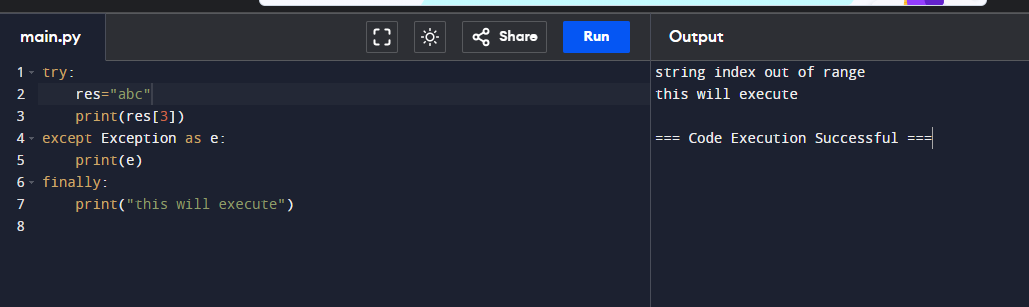 main.py
Share
Run
Output
1 try:
2     res="abc"
3     print(res[3])
4 except Exception as e:
5     print(e)
6 finally:
7     print("this will execute")
8
string index out of range
this will execute
=== Code Execution Successful ===